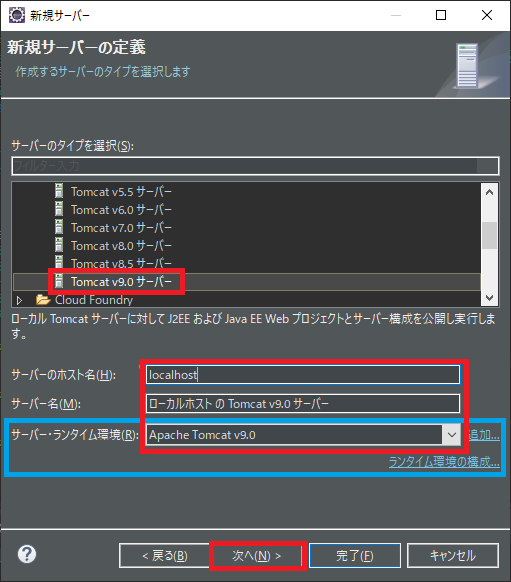 新規サーバー
新規サーバーの定義
作成するサーバーのタイプを選択します
サーバーのタイプを選択(S):
フィルター入力
Tomcat v5.5 サーバー
Tomcat v6.0 サーバー
Tomcat v7.0 サーバー
Tomcat v8.0 サーバー
Tomcat v8.5 サーバー
Tomcat v9.0 サーバー
Cloud Foundry
ローカル Tomcat サーバーに対して J2EE および Java EE Web プロジェクトとサーバー構成を公開し実行しま
す。
サーバーのホスト名(H): localhost
サーバー名(M): ローカルホスト の Tomcat v9.0 サーバー
サーバー・ランタイム環境(R): Apache Tomcat v9.0 追加...
ランタイム環境の構成...
? < 戻る(B) 次へ(N) > 完了(F) キャンセル